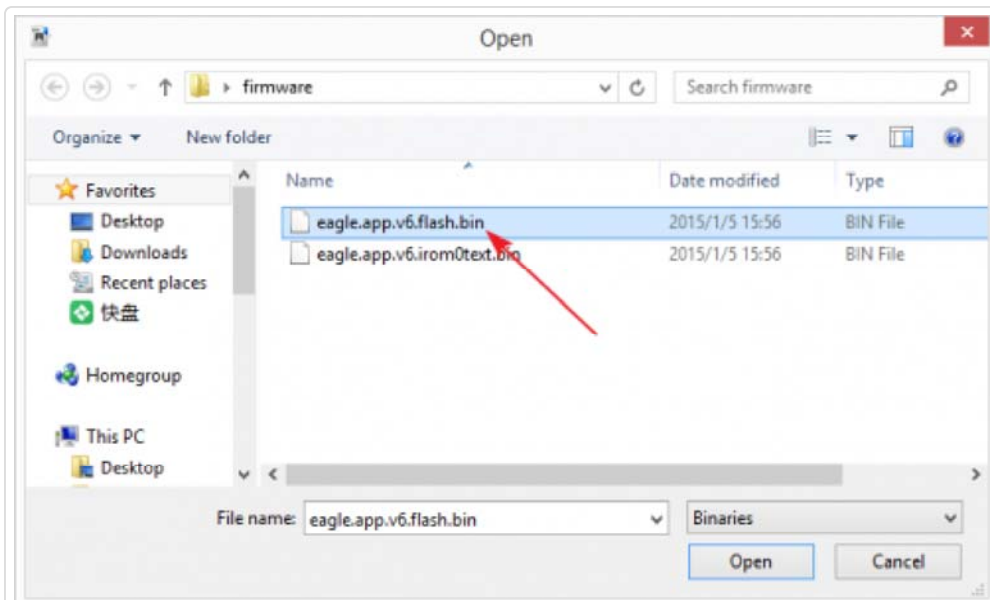 Open
firmware
Search firmware
Organize
New folder
Name
Date modified
Type
Favorites
Desktop
eagle.app.v6.flash.bin
2015/1/5 15:56
BIN File
Downloads
eagle.app.v6.irom0text.bin
2015/1/5 15:56
BIN File
Recent places
快盘
Homegroup
This PC
Desktop
File name:
eagle.app.v6.flash.bin
Binaries
Open
Cancel